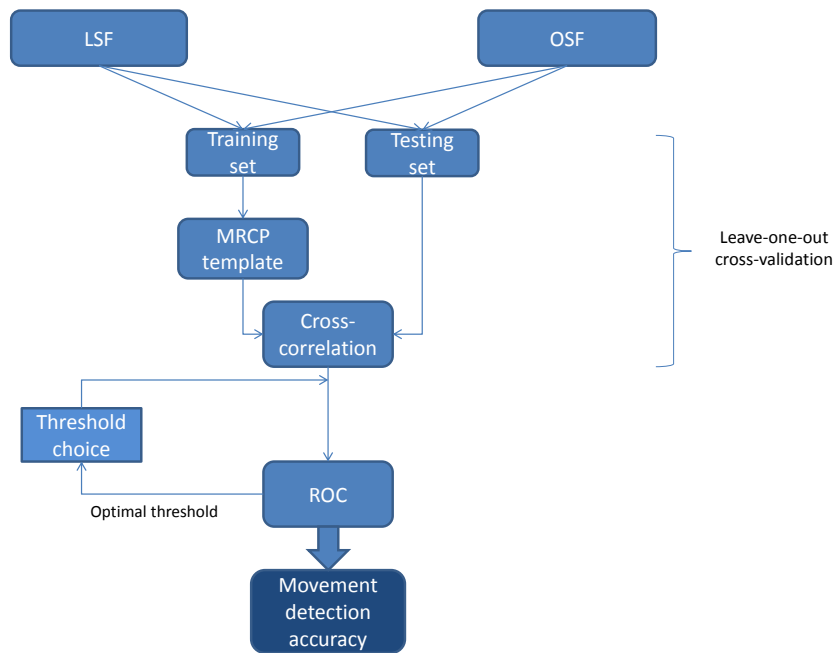 LSF
OSF
Training
set
Testing
set
MRCP
template
Leave-one-out
cross-validation
Cross-
correlation
Threshold
choice
ROC
Optimal threshold
Movement
detection
accuracy